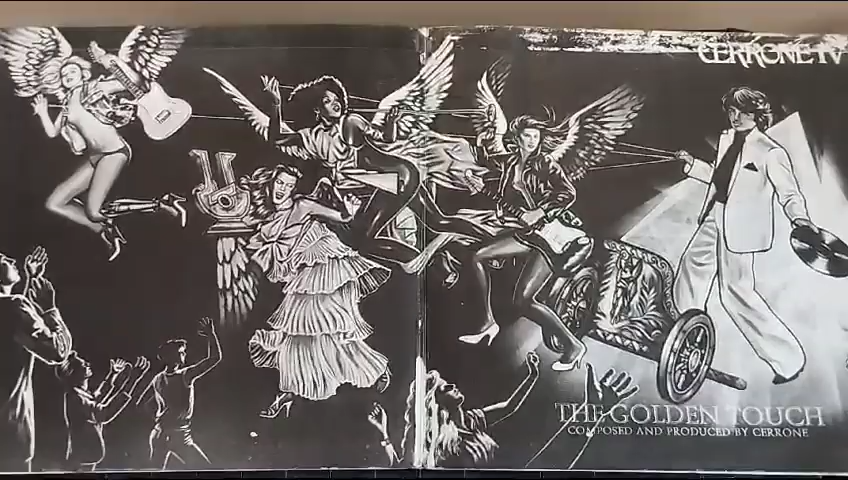 CERRONE IV
THE GOLDEN TOUCH
COMPOSED AND PRODUCED BY CERRONE